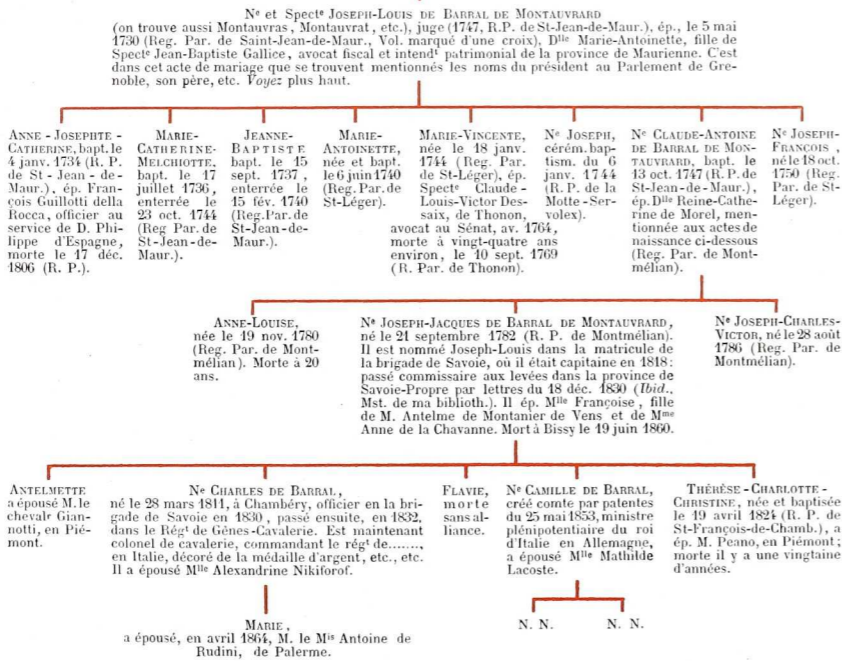 Nᵉ et Spectᵉ JOSEPH-LOUIS DE BARRAL DE MONTAUVRARD
(on trouve aussi Montauvras, Montauvrat, etc.), juge (1747, R.P. de St-Jean-de-Maur.), ép., le 5 mai
1730 (Reg. Par. de Saint-Jean-de-Maur., Vol. marqué d'une croix), Dˡˡᵉ Marie-Antoinette, fille de
Spectᵉ Jean-Baptiste Gallice, avocat fiscal et intendᵗ patrimonial de la province de Maurienne. C'est
dans cet acte de mariage que se trouvent mentionnés les noms du président au Parlement de Gre-
noble, son père, etc. Voyez plus haut.
ANNE-JOSEPHTE-
CATHERINE, bapt. le
4 janv. 1734 (R. P.
de St-Jean-de-
Maur.), ép. Fran-
çois Guillotti della
Rocca, officier au
service de D. Phi-
lippe d'Espagne,
morte le 17 déc.
1806 (R. P.).
MARIE-
CATHERINE-
MELCHIOTTE,
bapt. le 17
juillet 1736,
enterrée le
23 oct. 1744
(Reg Par. de
St-Jean-de-
Maur.).
JEANNE-
BAPTISTE
bapt. le 15
sept. 1737,
enterrée le
15 fév. 1740
(Reg.Par.de
St-Jean-de-
Maur.).
MARIE-
ANTOINETTE,
née et bapt.
le 6 juin 1740
(Reg.Par. de
St-Léger).
MARIE-VINCENTE,
née le 18 janv.
1744 (Reg. Par.
de St-Léger), ép.
Spectᵉ Claude-
Louis-Victor Des-
saix, de Thonon,
avocat au Sénat, av. 1764,
morte à vingt-quatre ans
environ, le 10 sept. 1769
(R. Par. de Thonon).
Nᵉ JOSEPH,
cérém. bap-
tism. du 6
janv. 1744
(R. P. de la
Motte-Ser-
volex).
Nᵉ CLAUDE-ANTOINE
DE BARRAL DE MON-
TAUVRARD, bapt. le
13 oct. 1747 (R. P. de
St-Jean-de-Maur.),
ép. Dˡˡᵉ Reine-Cathe-
rine de Morel, men-
tionnée aux actes de
naissance ci-dessous
(Reg. Par. de Mont-
mélian).
Nᵉ JOSEPH-
FRANÇOIS,
né le 18 oct.
1750 (Reg.
Par. de St-
Léger).
ANNE-LOUISE,
née le 19 nov. 1780
(Reg. Par. de Mont-
mélian). Morte à 20
ans.
Nᵉ JOSEPH-JACQUES DE BARRAL DE MONTAUVRARD,
né le 21 septembre 1782 (R. P. de Montmélian).
Il est nommé Joseph-Louis dans la matricule de
la brigade de Savoie, où il était capitaine en 1818;
passé commissaire aux levées dans la province de
Savoie-Propre par lettres du 18 déc. 1830 (Ibid.,
Mst. de ma biblioth.). Il ép. Mˡˡᵉ Françoise, fille
de M. Antelme de Montanier de Vens et de Mᵐᵉ
Anne de la Chavanne. Mort à Bissy le 19 juin 1860.
Nᵉ JOSEPH-CHARLES-
VICTOR, né le 28 août
1786 (Reg. Par. de
Montmélian).
ANTELMETTE
a épousé M. le
chevalʳ Gian-
notti, en Pié-
mont.
Nᵉ CHARLES DE BARRAL,
né le 28 mars 1811, à Chambéry, officier en la bri-
gade de Savoie en 1830, passé ensuite, en 1832,
dans le Régᵗ de Gênes-Cavalerie. Est maintenant
colonel de cavalerie, commandant le régᵗ de.......,
en Italie, décoré de la médaille d'argent, etc., etc.
Il a épousé Mˡˡᵉ Alexandrine Nikiforof.
FLAVIE,
morte
sans al-
liance.
Nᵉ CAMILLE DE BARRAL,
créé comte par patentes
du 25 mai 1853, ministre
plénipotentiaire du roi
d'Italie en Allemagne,
a épousé Mˡˡᵉ Mathilde
Lacoste.
THÉRÈSE-CHARLOTTE-
CHRISTINE, née et baptisée
le 19 avril 1824 (R. P. de
St-François-de-Chamb.), a
ép. M. Peano, en Piémont;
morte il y a une vingtaine
d'années.
MARIE,
a épousé, en avril 1864, M. le Mⁱˢ Antoine de
Rudini, de Palerme.
N. N. N. N.